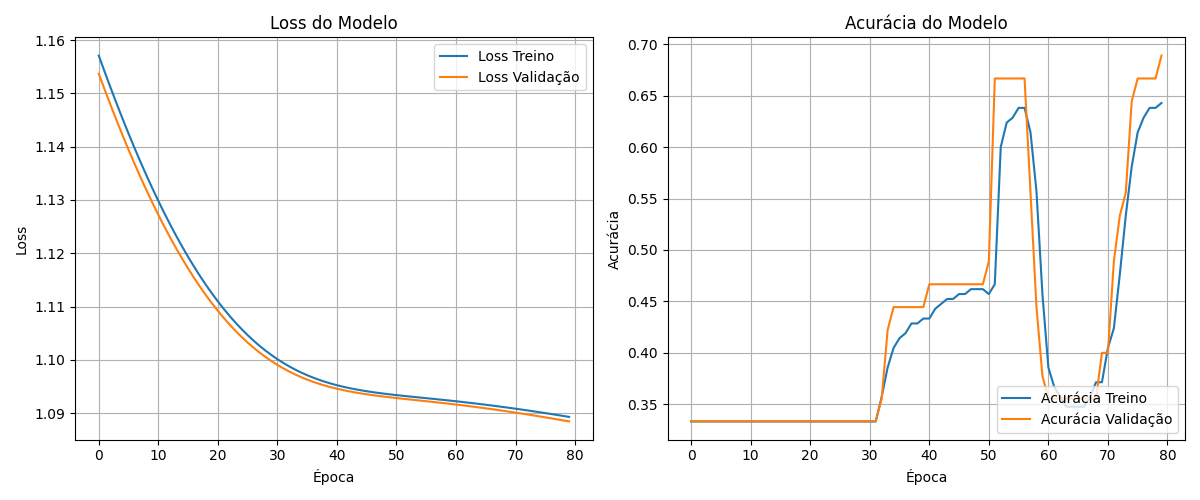 Loss do Modelo
1.16
1.15
1.14
1.13
1.12
1.11
1.10
1.09
Loss
Loss Treino
Loss Validação
0 10 20 30 40 50 60 70 80
Época
Acurácia do Modelo
0.70
0.65
0.60
0.55
0.50
0.45
0.40
0.35
Acurácia
Acurácia Treino
Acurácia Validação
0 10 20 30 40 50 60 70 80
Época